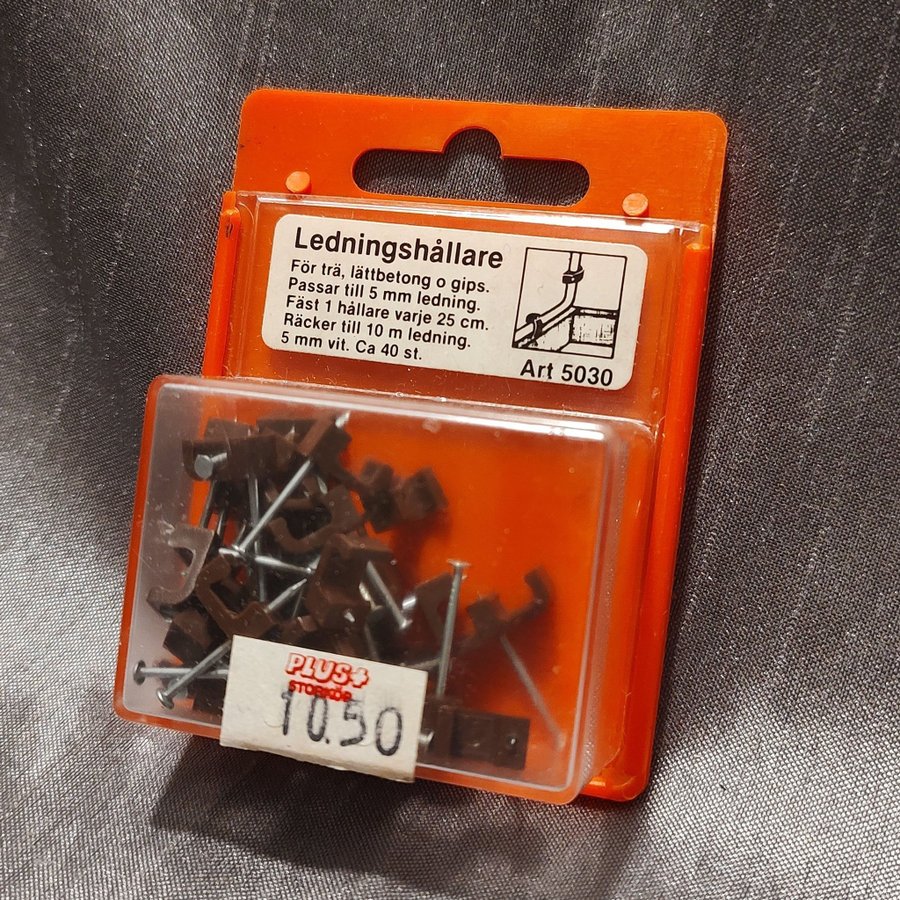 Ledningshållare
För trä, lättbetong o gips.
Passar till 5 mm ledning.
Fäst 1 hållare varje 25 cm.
Räcker till 10 m ledning.
5 mm vit. Ca 40 st.
Art 5030
PLUS+
STORKÖP
10.50